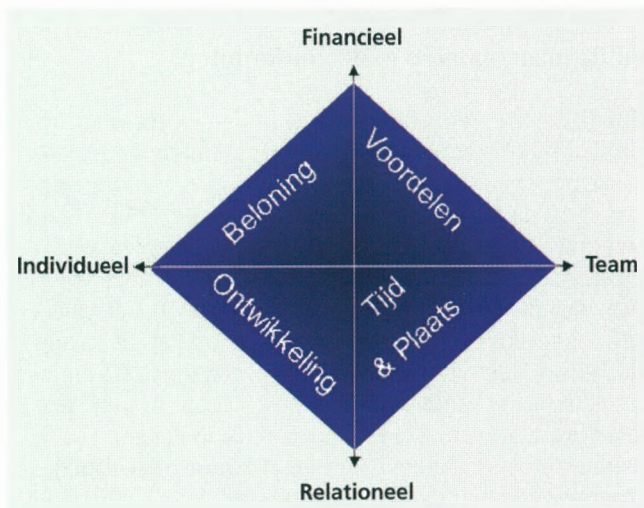 Financieel
Beloning
Voordelen
Individueel
Team
Ontwikkeling
Tijd
& Plaats
Relationeel